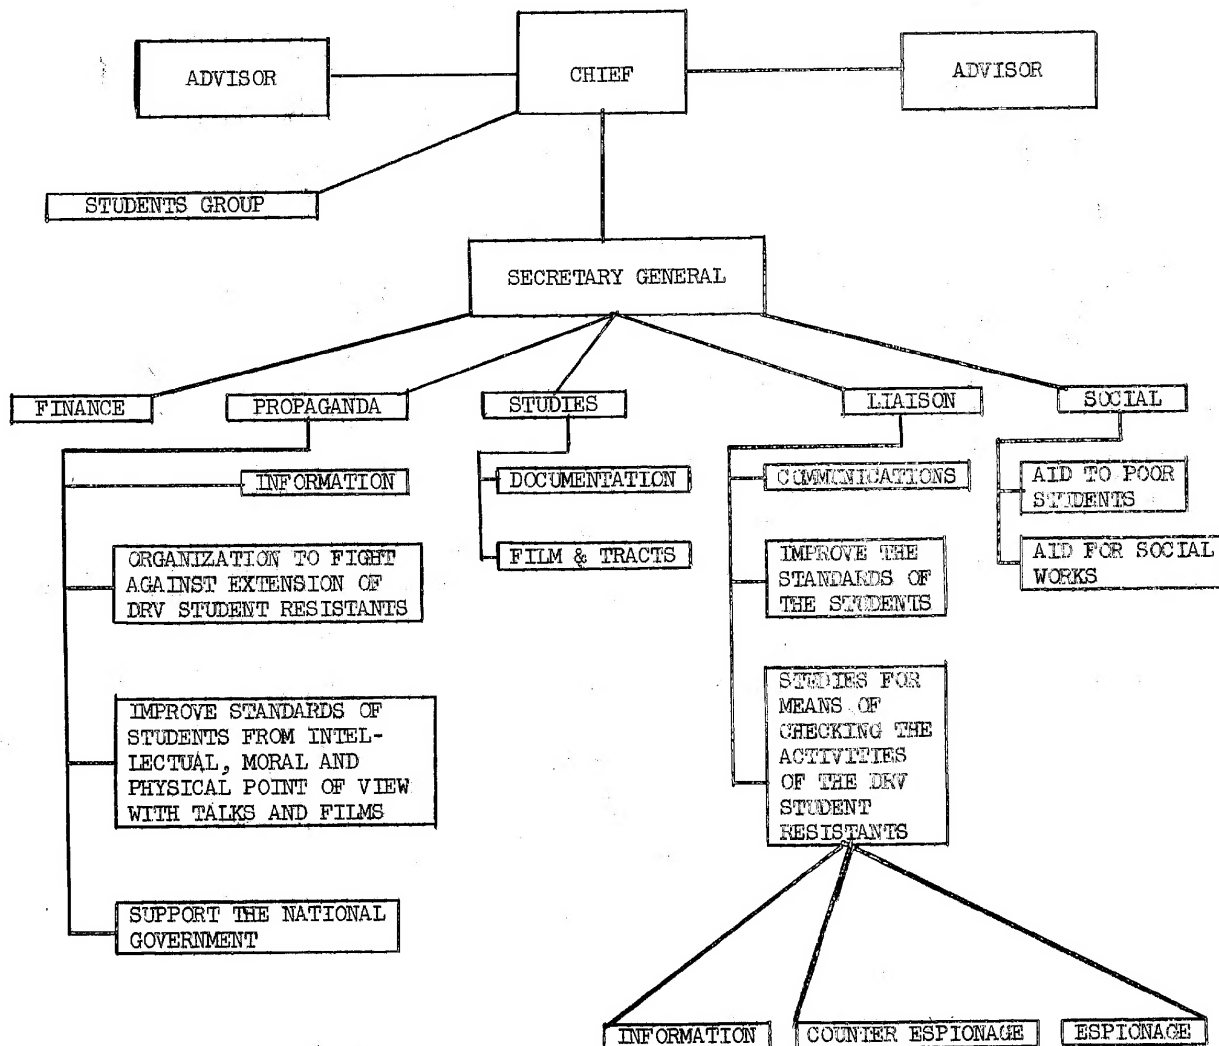 ADVISOR
CHIEF
ADVISOR
STUDENTS GROUP
SECRETARY GENERAL
FINANCE
PROPAGANDA
STUDIES
LIAISON
SOCIAL
INFORMATION
ORGANIZATION TO FIGHT
AGAINST EXTENSION OF
DRV STUDENT RESISTANTS
IMPROVE STANDARDS OF
STUDENTS FROM INTEL-
LECTUAL, MORAL AND
PHYSICAL POINT OF VIEW
WITH TALKS AND FILMS
SUPPORT THE NATIONAL
GOVERNMENT
DOCUMENTATION
FILM & TRACTS
COMMUNICATIONS
IMPROVE THE
STANDARDS OF
THE STUDENTS
STUDIES FOR
MEANS OF
CHECKING THE
ACTIVITIES
OF THE DRV
STUDENT
RESISTANTS
AID TO POOR
STUDENTS
AID FOR SOCIAL
WORKS
INFORMATION
COUNTER ESPIONAGE
ESPIONAGE